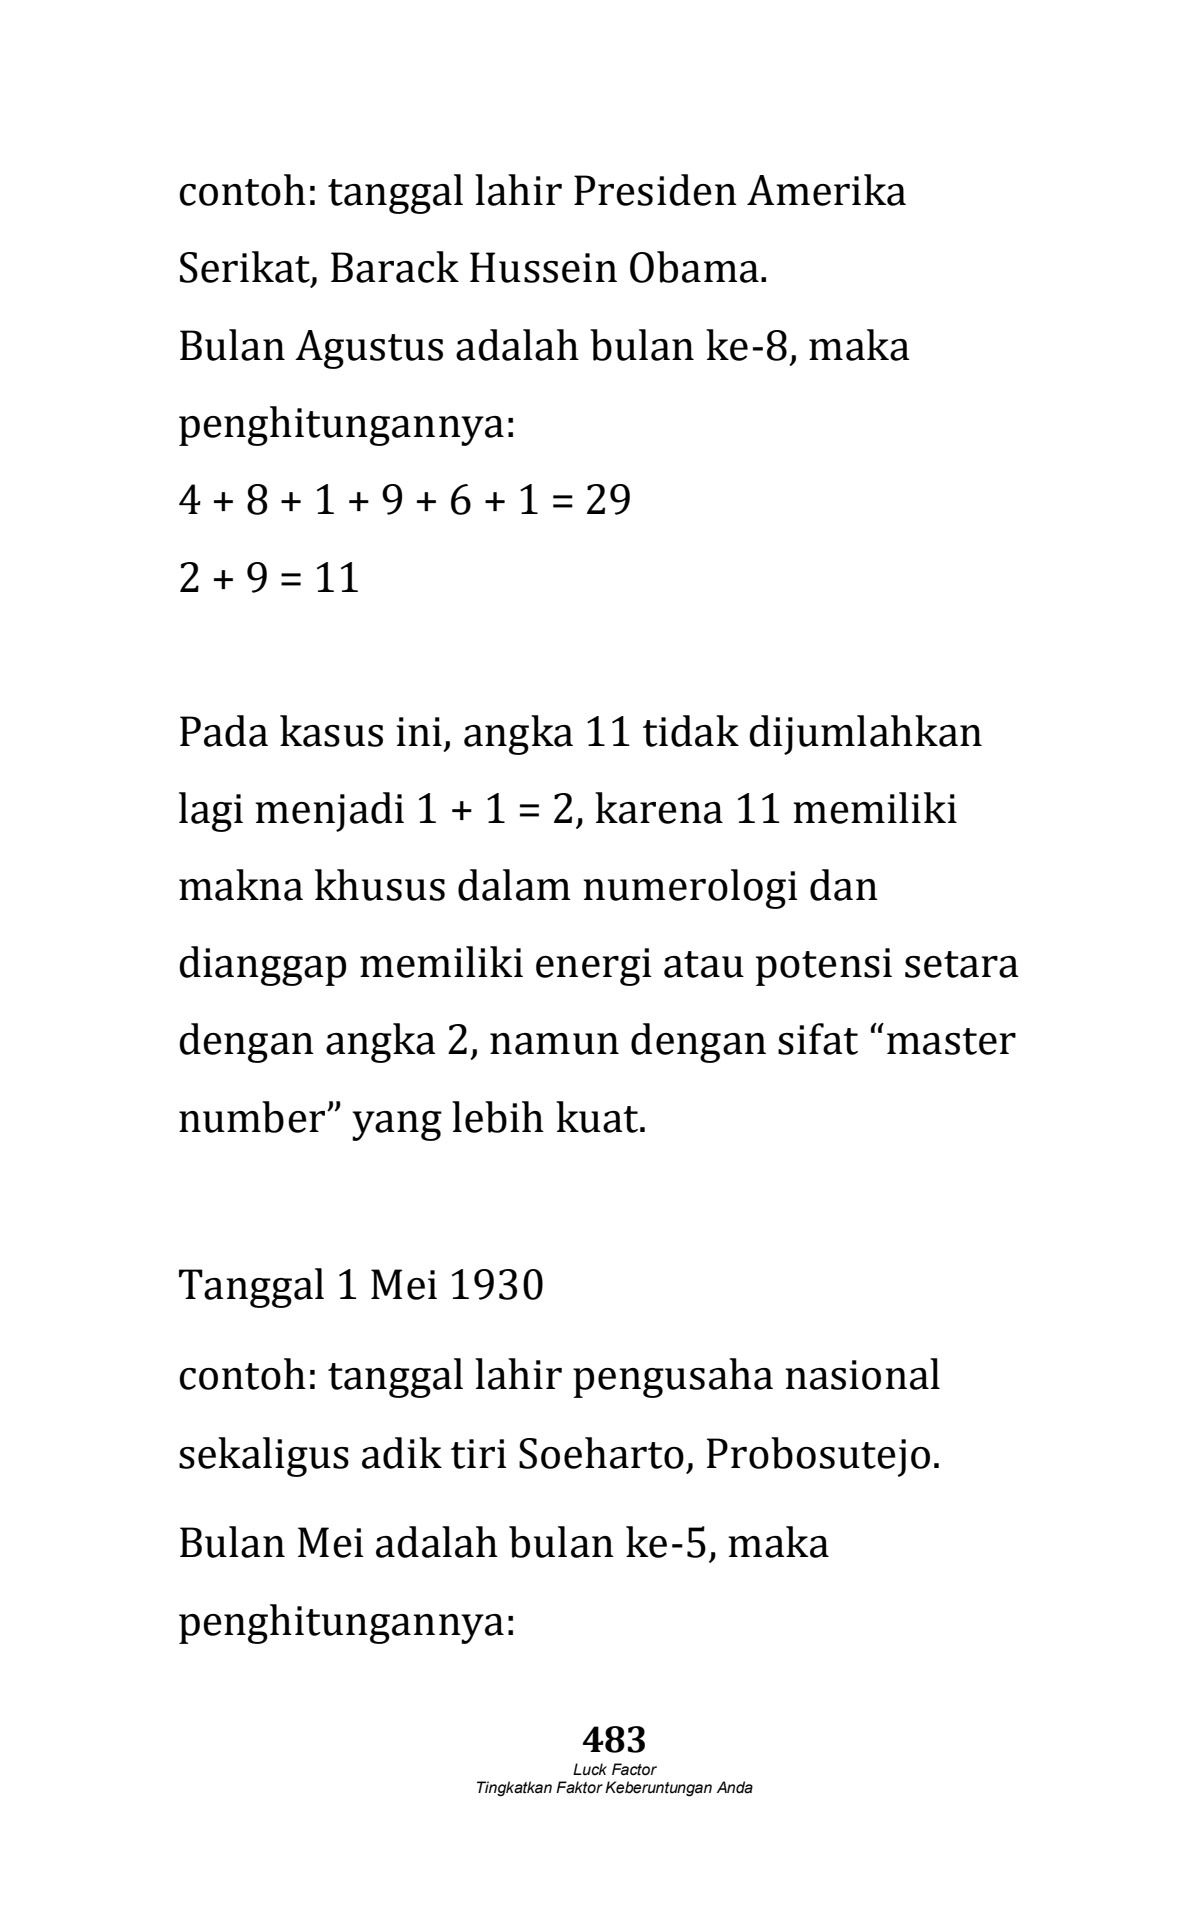 contoh: tanggal lahir Presiden Amerika
Serikat, Barack Hussein Obama.
Bulan Agustus adalah bulan ke-8, maka
penghitungannya:
4 + 8 + 1 + 9 + 6 + 1 = 29
2 + 9 = 11
Pada kasus ini, angka 11 tidak dijumlahkan
lagi menjadi 1 + 1 = 2, karena 11 memiliki
makna khusus dalam numerologi dan
dianggap memiliki energi atau potensi setara
dengan angka 2, namun dengan sifat “master
number” yang lebih kuat.
Tanggal 1 Mei 1930
contoh: tanggal lahir pengusaha nasional
sekaligus adik tiri Soeharto, Probosutejo.
Bulan Mei adalah bulan ke-5, maka
penghitungannya:
483
Luck Factor
Tingkatkan Faktor Keberuntungan Anda